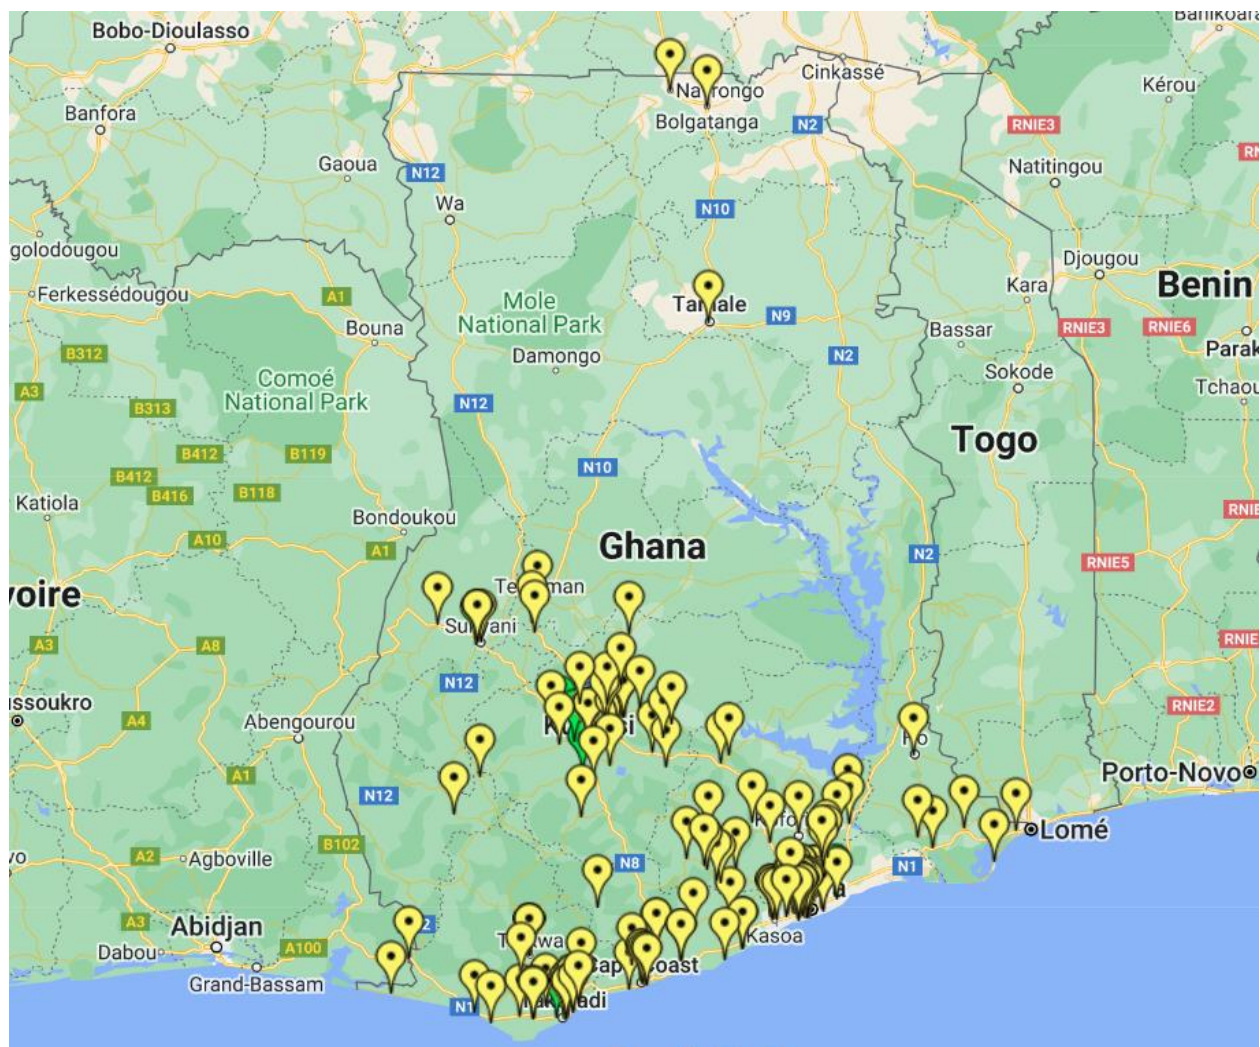 Bobo-Dioulasso
Cinkassé
Kérou
Bolgatanga
Banfora
N2
RNIE3
Gaoua
N12
Natitingou
Wa
N10
golodougou
Djougou
Ferkessédougou
A1
Mole
National Park
Kara
Benin
Bouna
N9
Bassar
RNIE3
RNIE6
B312
Damongo
N2
Parak
Comoé
National Park
Sokode
Tchaou
A3
B313
N12
Togo
B412
B119
B412
B416
B118
N10
Katiola
Bondoukou
A10
A1
Ghana
N2
RNIE5
voire
A3
A8
N12
ssoukro
A4
Abengourou
RNIE2
A1
N12
Porto-Novo
Lomé
B102
A2
Agboville
N8
N1
A3
Abidjan
Dabou
A100
Kasoa
Grand-Bassam
N1